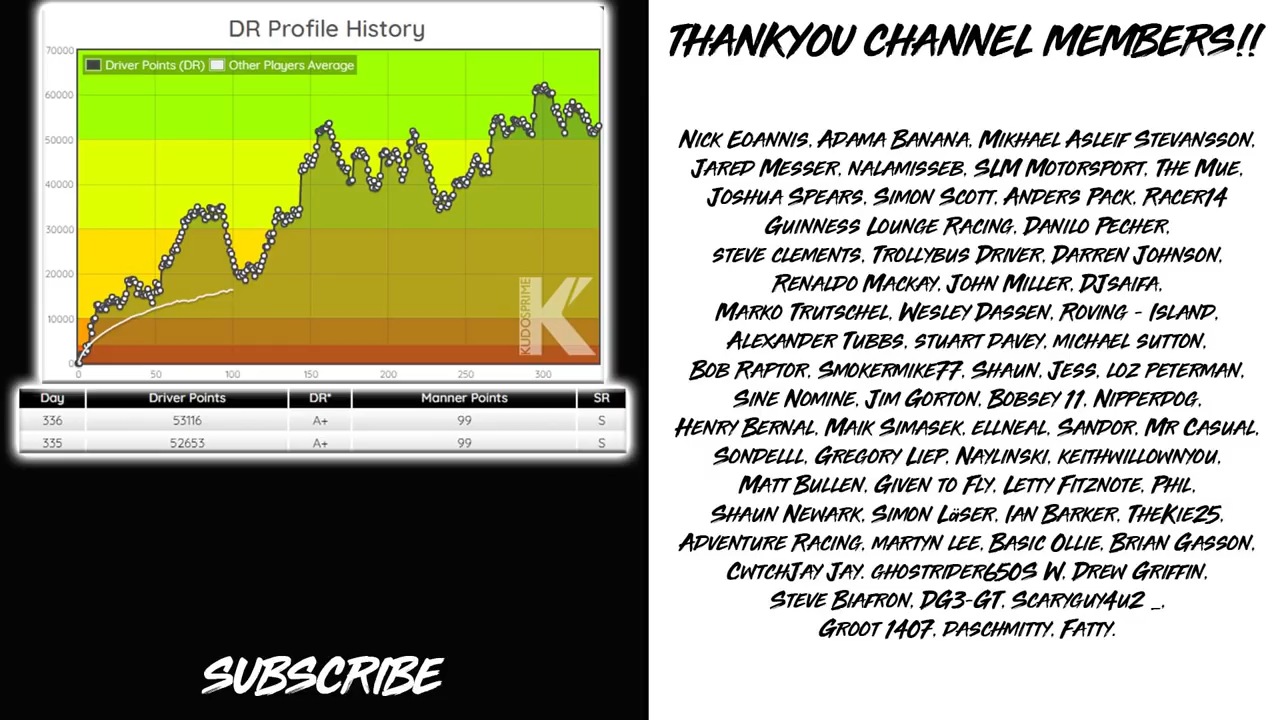 DR Profile History
70000
Driver Points (DR) Other Players Average
60000
50000
40000
30000
20000
10000
0
0 50 100 150 200 250 300
KUDOSPRIME K'
Day Driver Points DR* Manner Points SR
336 53116 A+ 99 S
335 52653 A+ 99 S
SUBSCRIBE
THANKYOU CHANNEL MEMBERS!!
Nick Eoannis, Adama Banana, Mikhael Asleif Stevansson,
Jared Messer, nalamisseb, SLM Motorsport, The Mue,
Joshua Spears, Simon Scott, Anders Pack, Racer14
Guinness Lounge Racing, Danilo Pecher,
steve clements, Trollybus Driver, Darren Johnson,
Renaldo Mackay, John Miller, DJsaifa,
Marko Trutschel, Wesley Dassen, Roving - Island,
Alexander Tubbs, stuart davey, michael sutton,
Bob Raptor, Smokermike77, Shaun, Jess, loz peterman,
Sine Nomine, Jim Gorton, Bobsey 11, Nipperdog,
Henry Bernal, Maik Simasek, ellneal, Sandor, Mr Casual,
Sondelll, Gregory Liep, Naylinski, keithwillownyou,
Matt Bullen, Given to Fly, Letty Fitznote, Phl,
Shaun Newark, Simon Läser, Ian Barker, TheKie25,
Adventure Racing, martyn lee, Basic Ollie, Brian Gasson,
CwtchJay Jay. ghostrider650S W, Drew Griffin,
Steve Biafron, DG3-GT, Scaryguy4u2 _,
Groot 1407, daschmitty, Fatty.